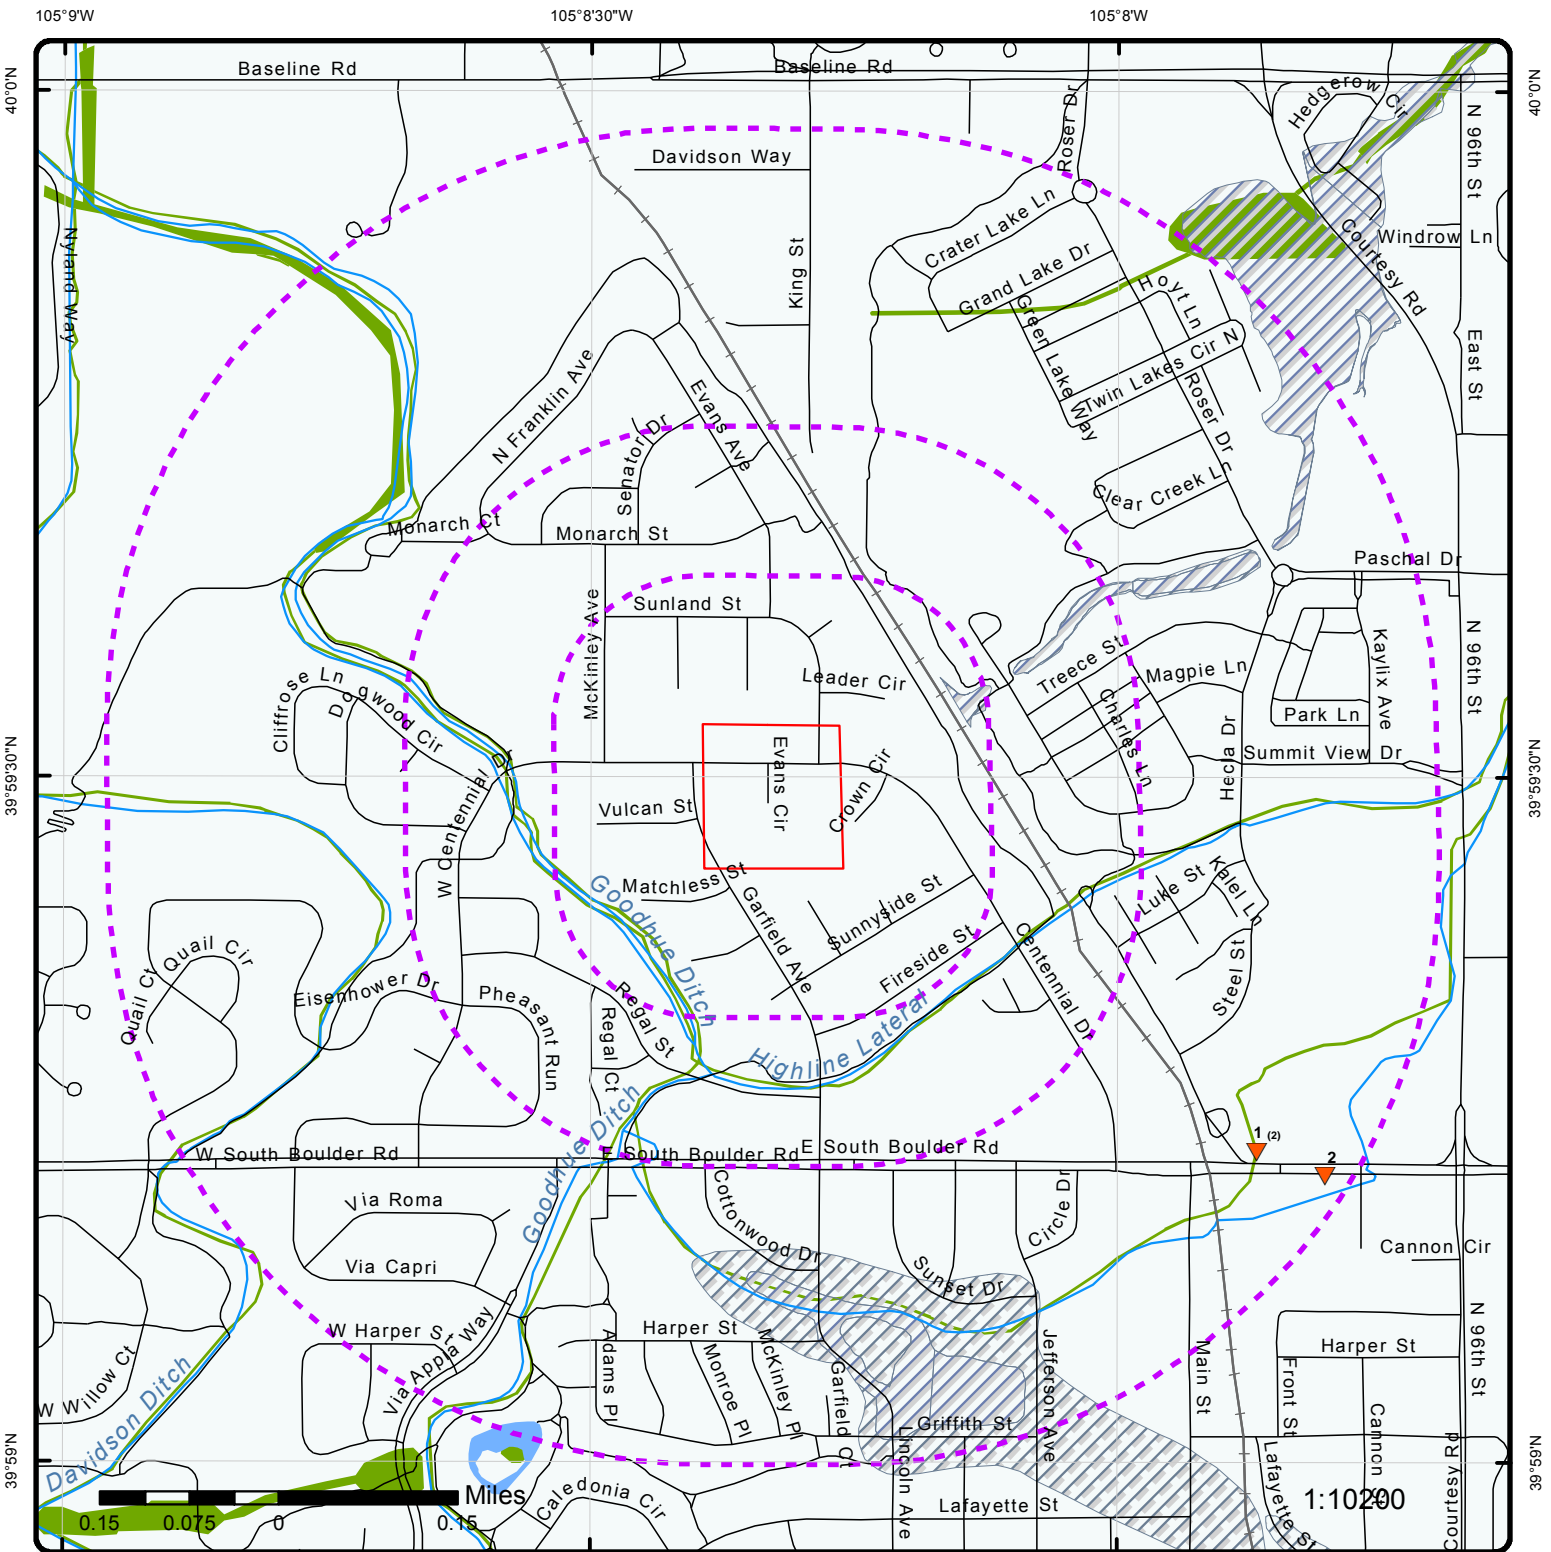 105°9'W
105°8'30"W
105°8'W
40°0'N
40°0'N
Baseline Rd
Baseline Rd
Hedgerow Cir
N 96th St
Roser Dr
Davidson Way
Crater Lake Ln
Grand Lake Dr
Courtesy Rd
Windrow Ln
Nyland Way
King St
Hoyt Ln
Green Lake Way
Twin Lakes Cir N
East St
N Franklin Ave
Evans Ave
Roser Dr
Senator Dr
Clear Creek Ln
Monarch Ct
Monarch St
Paschal Dr
Sunland St
McKinley Ave
Treece St
Magpie Ln
Kaylix Ave
N 96th St
Leader Cir
Cliffrose Ln
Dogwood Cir
Charles Ln
Park Ln
Hecla Dr
Summit View Dr
39°59'30"N
39°59'30"N
Evans Cir
Crown Cir
W Centennial Dr
Vulcan St
Matchless St
Goodhue Ditch
Garfield Ave
Sunnyside St
Luke St
Kalel Ln
Quail Cir
Quail Ct
Fireside St
Centennial Dr
Steel St
Eisenhower Dr
Pheasant Run
Regal St
Regal Ct
Highline Lateral
Goodhue Ditch
1 (2)
2
W South Boulder Rd
E South Boulder Rd
E South Boulder Rd
Via Roma
Cottonwood Dr
Circle Dr
Cannon Cir
Via Capri
Sunset Dr
W Harper St
Via Appia Way
Harper St
Harper St
N 96th St
W Willow Ct
Davidson Ditch
Adams Pl
Monroe Pl
McKinley Pl
Garfield Ct
Jefferson Ave
Main St
Front St
Griffith St
Lincoln Ave
Cannon St
Courtesy Rd
39°59'N
39°59'N
Caledonia Cir
Lafayette St
Lafayette St
Miles
0.15
0.075
0
0.15
1:10200